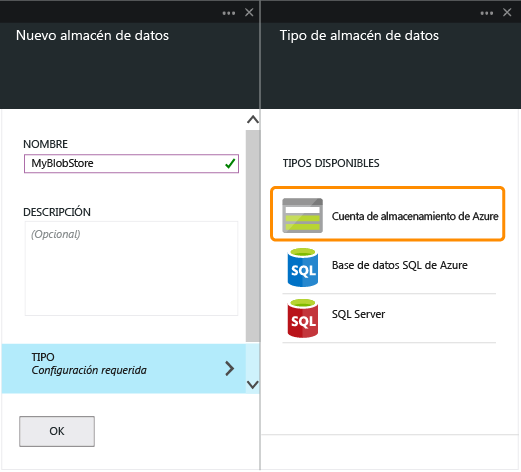 Nuevo almacén de datos
NOMBRE
MyBlobStore
DESCRIPCIÓN
(Opcional)
TIPO
Configuración requerida
OK
Tipo de almacén de datos
TIPOS DISPONIBLES
Cuenta de almacenamiento de Azure
SQL
Base de datos SQL de Azure
SQL
SQL Server